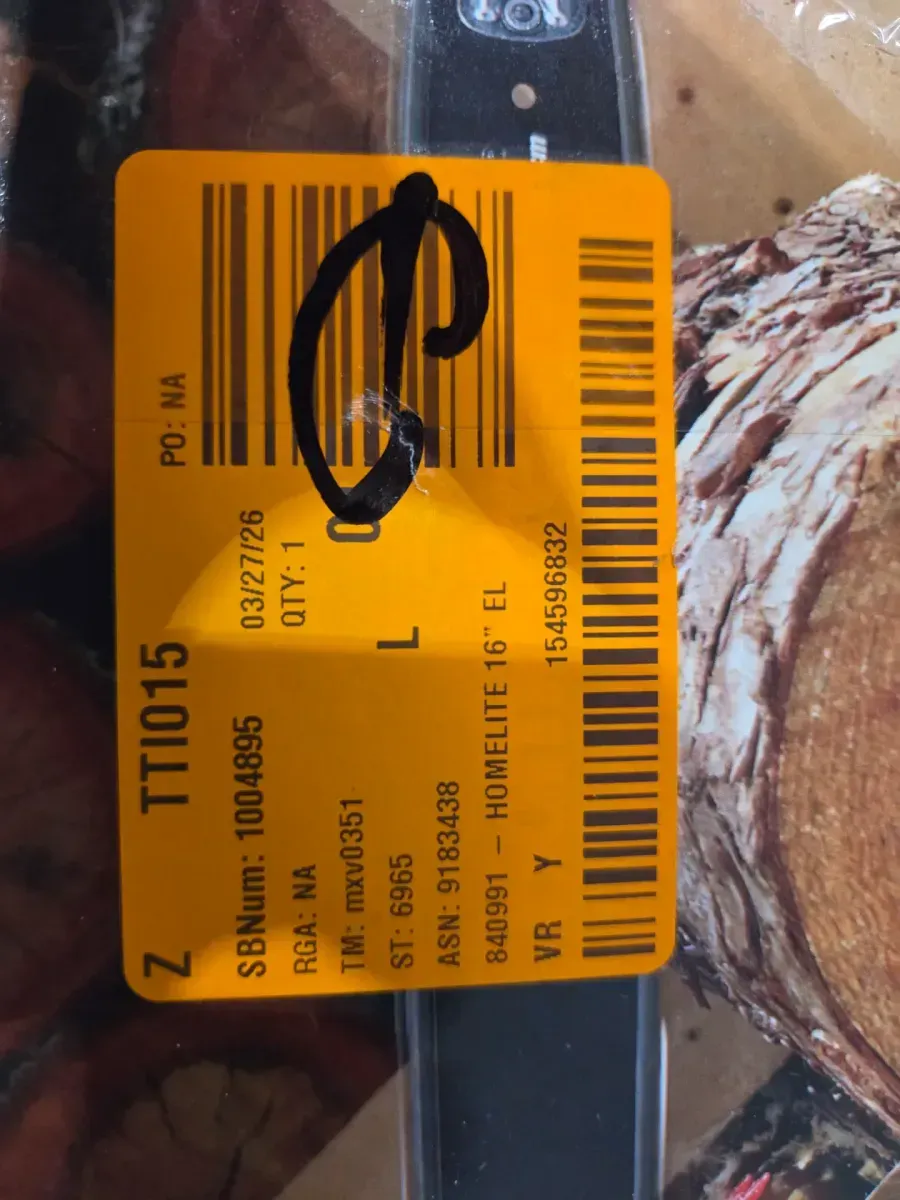 Z TTI015 PO: NA
SBNum: 1004895 03/27/26
RGA: NA QTY: 1
TM: mxv0351
ST: 6965 L
ASN: 9183438
840991 – HOMELITE 16" EL
VR Y 154596832